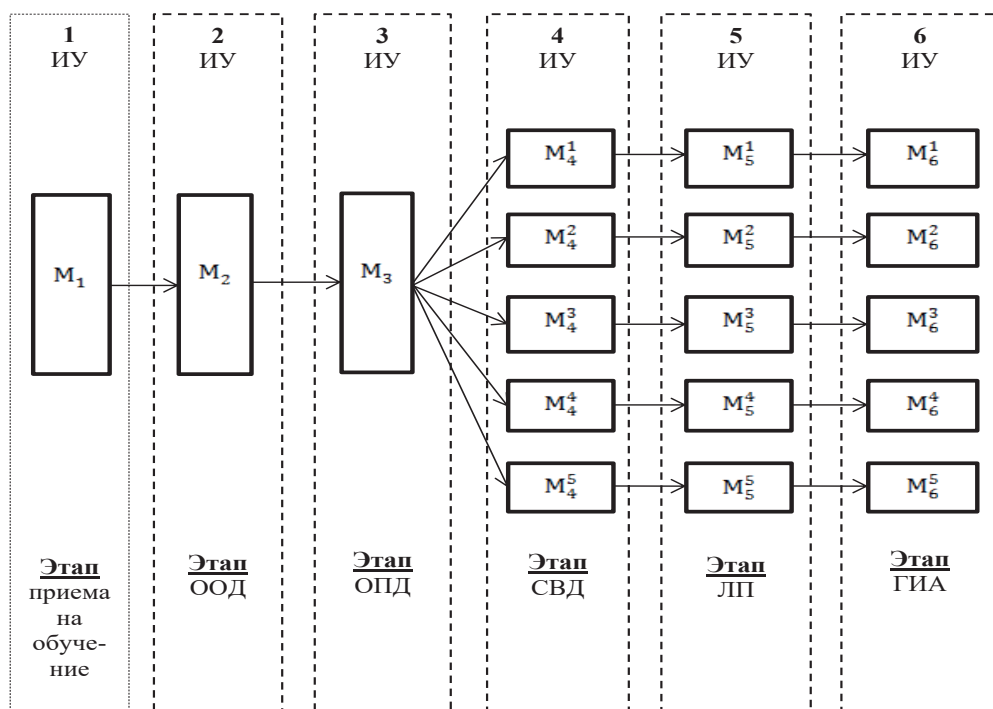 1
ИУ
2
ИУ
3
ИУ
4
ИУ
5
ИУ
6
ИУ
M₁
M₂
M₃
M₄¹
M₅¹
M₆¹
M₄²
M₅²
M₆²
M₄³
M₅³
M₆³
M₄⁴
M₅⁴
M₆⁴
M₄⁵
M₅⁵
M₆⁵
Этап
приема
на
обуче-
ние
Этап
ООД
Этап
ОПД
Этап
СВД
Этап
ЛП
Этап
ГИА